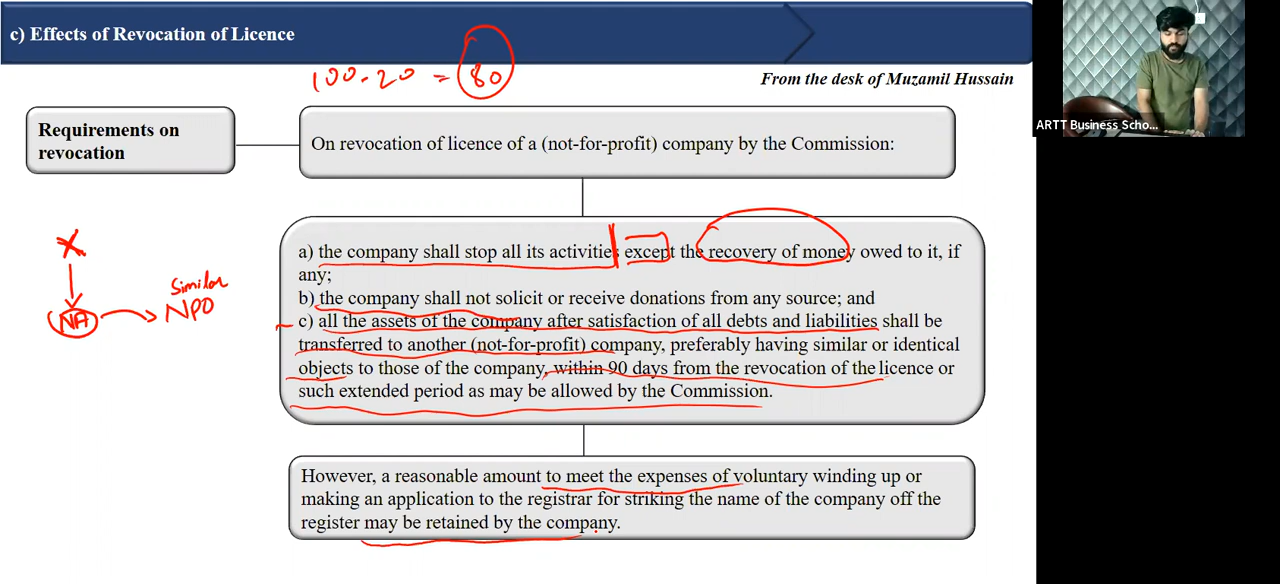 c) Effects of Revocation of Licence
100-20 = 80
From the desk of Muzamil Hussain
ARTT Business Scho...
Requirements on
revocation
On revocation of licence of a (not-for-profit) company by the Commission:
X
NA
Similar
NPO
a) the company shall stop all its activities except the recovery of money owed to it, if
any;
b) the company shall not solicit or receive donations from any source; and
c) all the assets of the company after satisfaction of all debts and liabilities shall be
transferred to another (not-for-profit) company, preferably having similar or identical
objects to those of the company, within 90 days from the revocation of the licence or
such extended period as may be allowed by the Commission.
However, a reasonable amount to meet the expenses of voluntary winding up or
making an application to the registrar for striking the name of the company off the
register may be retained by the company.